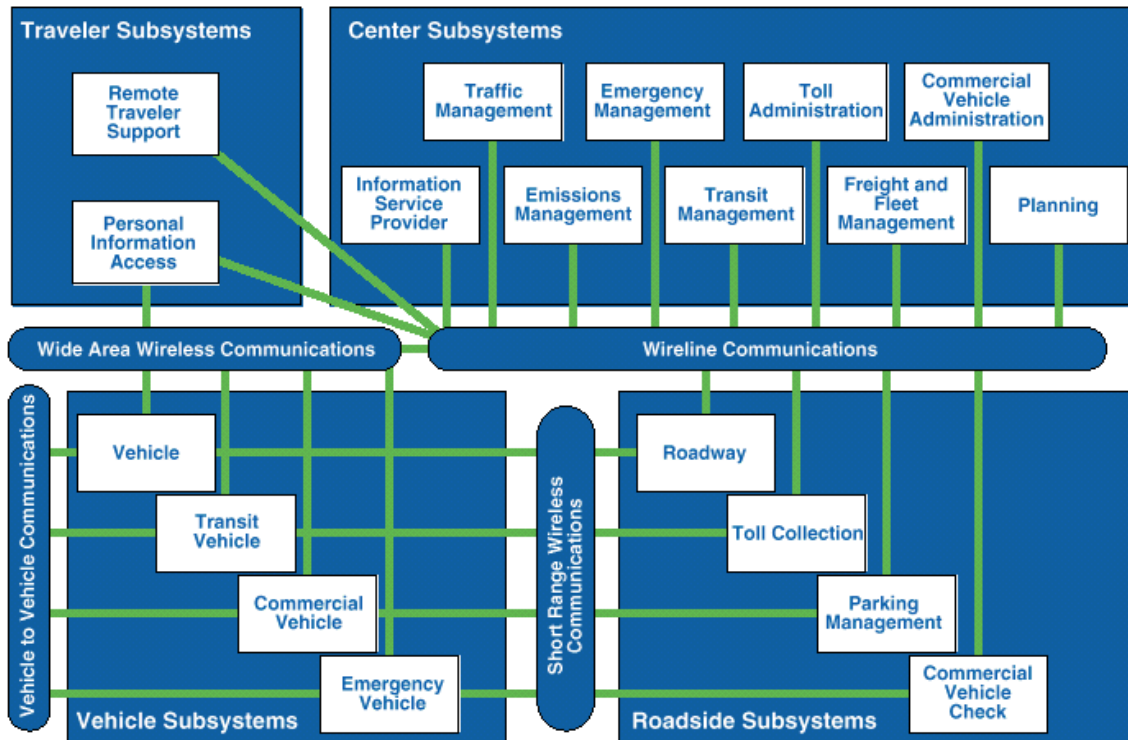 Traveler Subsystems
Remote
Traveler
Support
Personal
Information
Access
Center Subsystems
Traffic
Management
Emergency
Management
Toll
Administration
Commercial
Vehicle
Administration
Information
Service
Provider
Emissions
Management
Transit
Management
Freight and
Fleet
Management
Planning
Wide Area Wireless Communications
Wireline Communications
Vehicle to Vehicle Communications
Vehicle
Transit
Vehicle
Commercial
Vehicle
Emergency
Vehicle
Vehicle Subsystems
Short Range Wireless
Communications
Roadway
Toll Collection
Parking
Management
Commercial
Vehicle
Check
Roadside Subsystems